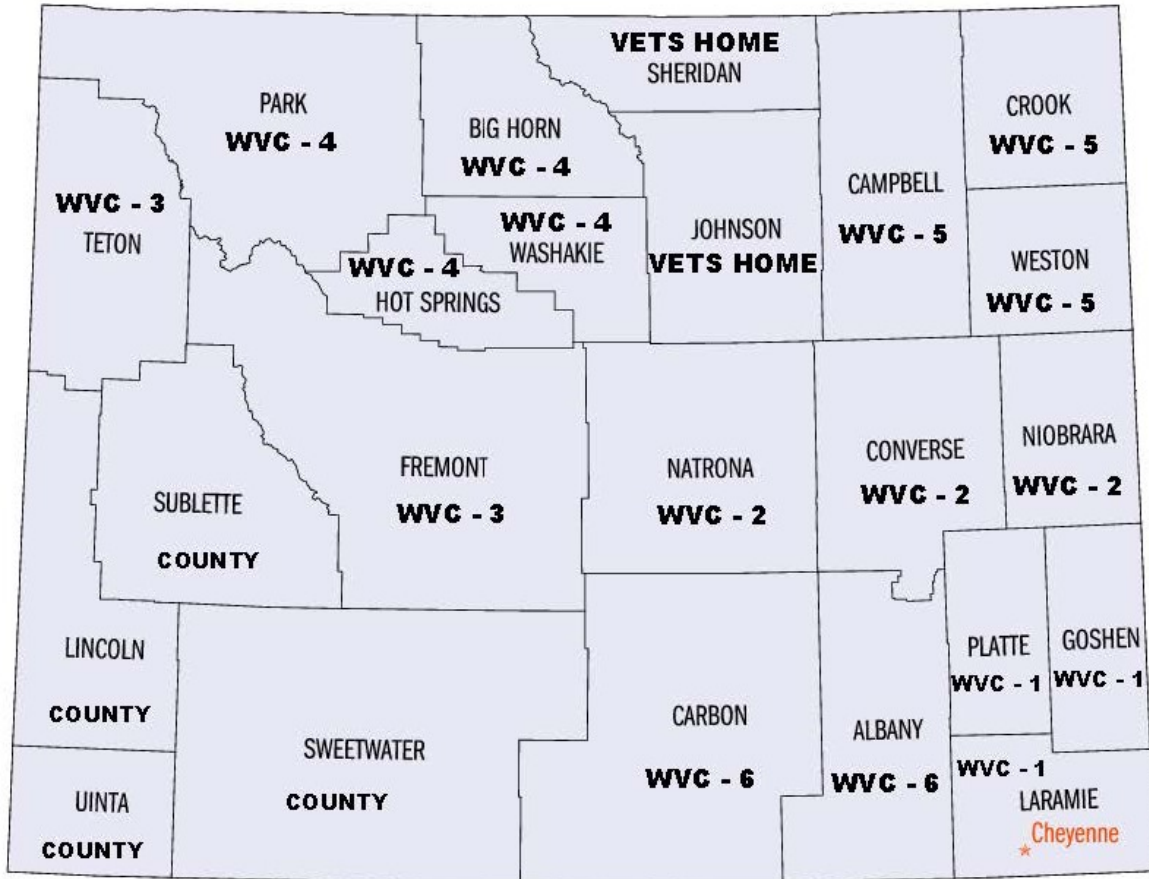 VETS HOME
SHERIDAN
PARK
WVC - 4
BIG HORN
WVC - 4
CROOK
WVC - 5
CAMPBELL
WVC - 5
WVC - 3
TETON
WVC - 4
WASHAKIE
JOHNSON
VETS HOME
WVC - 4
HOT SPRINGS
WESTON
WVC - 5
FREMONT
WVC - 3
NATRONA
WVC - 2
CONVERSE
WVC - 2
NIOBRARA
WVC - 2
SUBLETTE
COUNTY
LINCOLN
COUNTY
PLATTE
WVC - 1
GOSHEN
WVC - 1
SWEETWATER
COUNTY
CARBON
WVC - 6
ALBANY
WVC - 6
WVC - 1
LARAMIE
Cheyenne
UINTA
COUNTY